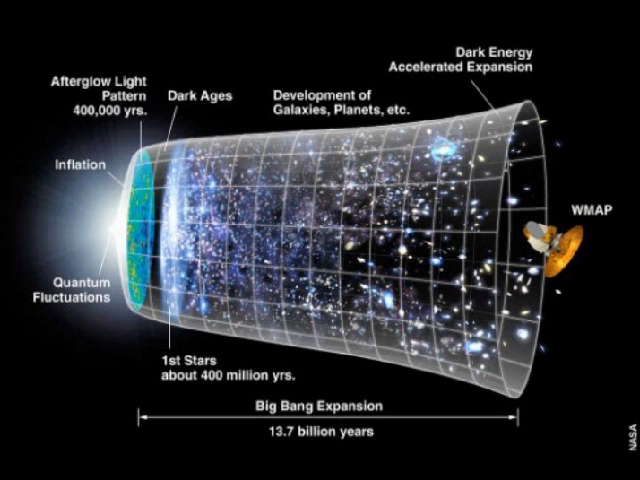 Dark Energy
Accelerated Expansion
Afterglow Light
Pattern
400,000 yrs.
Dark Ages
Development of
Galaxies, Planets, etc.
Inflation
WMAP
Quantum
Fluctuations
1st Stars
about 400 million yrs.
Big Bang Expansion
13.7 billion years
NASA